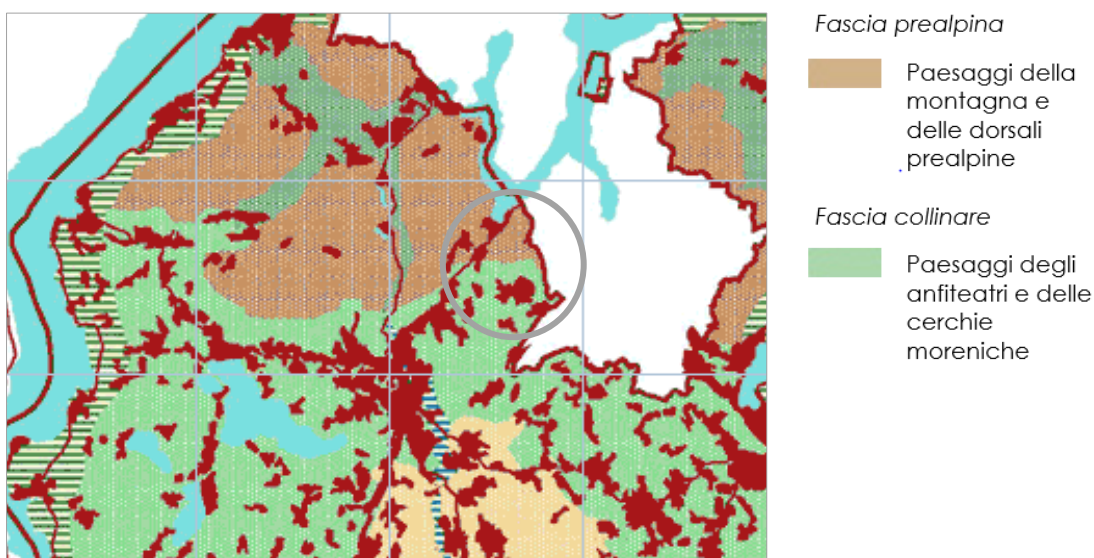 Fascia prealpina
Paesaggi della
montagna e
delle dorsali
prealpine
Fascia collinare
Paesaggi degli
anfiteatri e delle
cerchie
moreniche